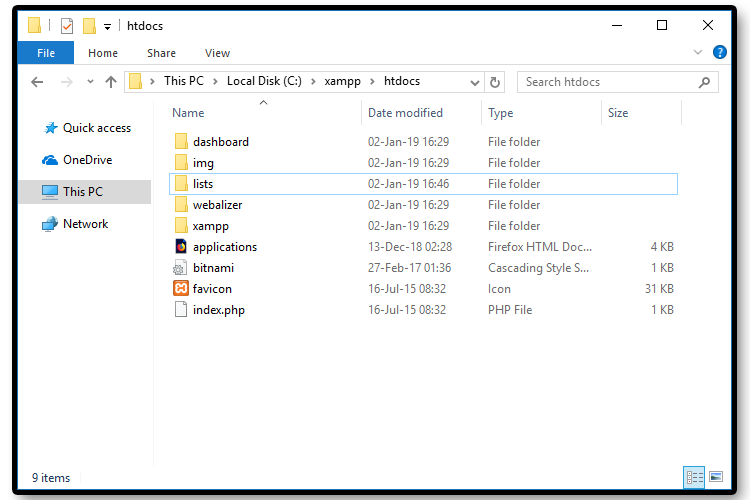 htdocs
File Home Share View
This PC Local Disk (C:) xampp htdocs Search htdocs
Name Date modified Type Size
Quick access
OneDrive
This PC
Network
dashboard 02-Jan-19 16:29 File folder
img 02-Jan-19 16:29 File folder
lists 02-Jan-19 16:46 File folder
webalizer 02-Jan-19 16:29 File folder
xampp 02-Jan-19 16:29 File folder
applications 13-Dec-18 02:28 Firefox HTML Doc... 4 KB
bitnami 27-Feb-17 01:36 Cascading Style S... 1 KB
favicon 16-Jul-15 08:32 Icon 31 KB
index.php 16-Jul-15 08:32 PHP File 1 KB
9 items